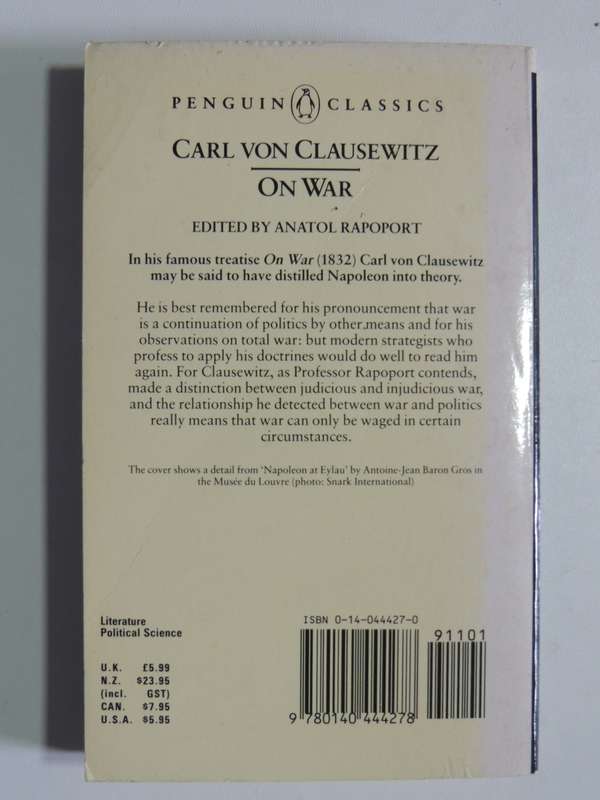 PENGUIN CLASSICS
CARL VON CLAUSEWITZ
ON WAR
EDITED BY ANATOL RAPOPORT
In his famous treatise On War (1832) Carl von Clausewitz
may be said to have distilled Napoleon into theory.
He is best remembered for his pronouncement that war
is a continuation of politics by other means and for his
observations on total war: but modern strategists who
profess to apply his doctrines would do well to read him
again. For Clausewitz, as Professor Rapoport contends,
made a distinction between judicious and injudicious war,
and the relationship he detected between war and politics
really means that war can only be waged in certain
circumstances.
The cover shows a detail from 'Napoleon at Eylau' by Antoine-Jean Baron Gros in
the Musée du Louvre (photo: Snark International)
Literature
Political Science
U.K. £5.99
N.Z. $23.95
(incl. GST)
CAN. $7.95
U.S.A. $5.95
ISBN 0-14-044427-0
91101
9 780140 444278